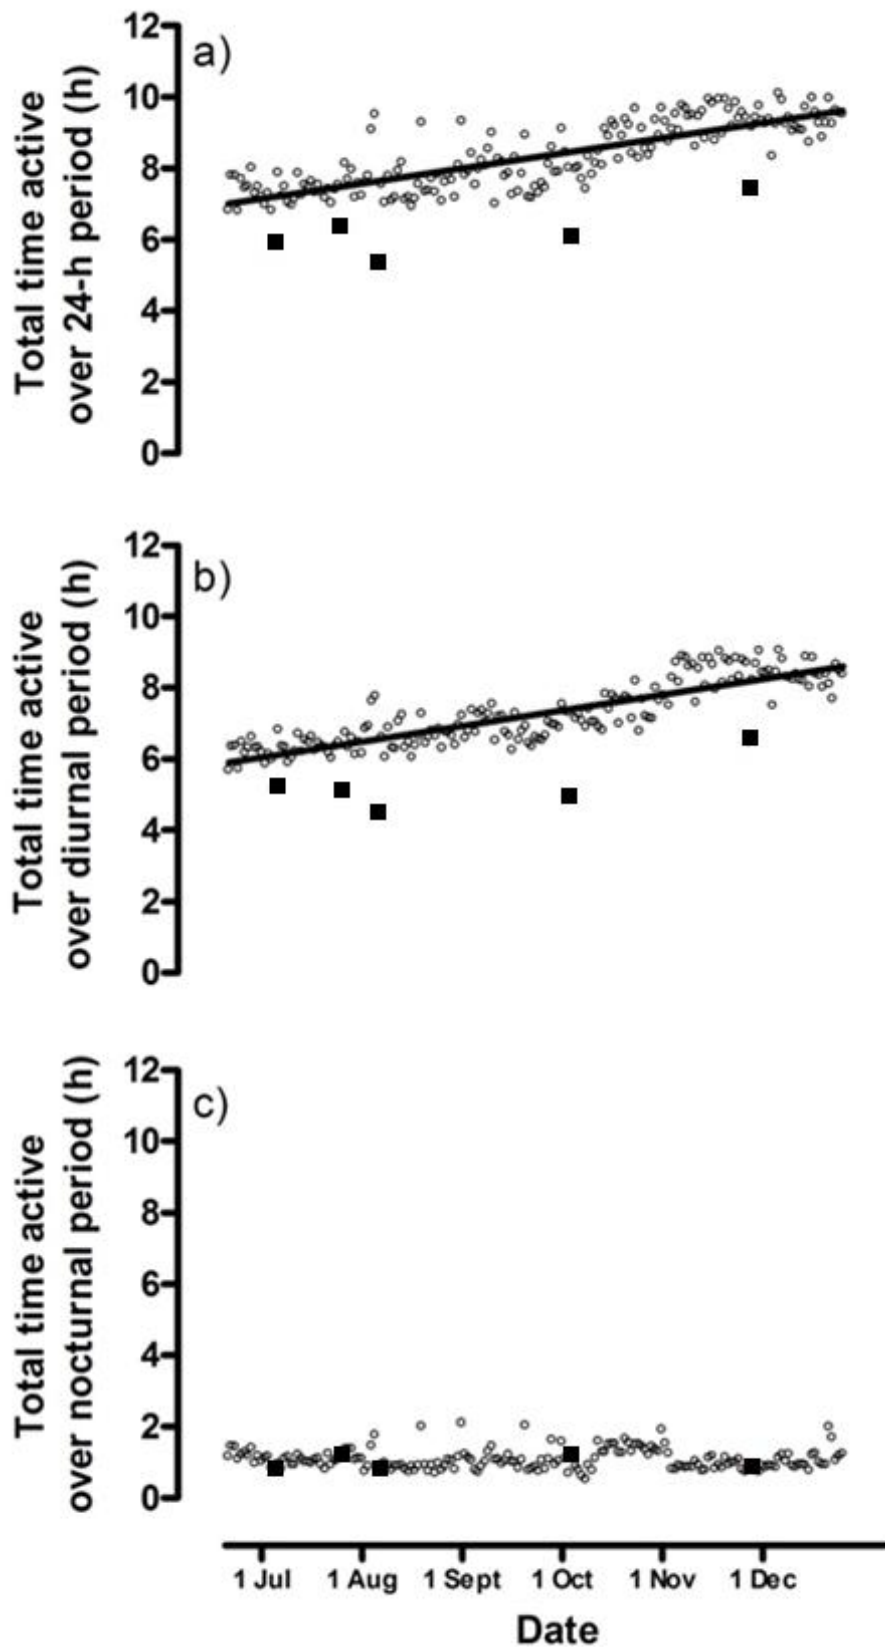 Total time active
over 24-h period (h)
12
10
8
6
4
2
0
a)
Total time active
over diurnal period (h)
12
10
8
6
4
2
0
b)
Total time active
over nocturnal period (h)
12
10
8
6
4
2
0
c)
1 Jul 1 Aug 1 Sept 1 Oct 1 Nov 1 Dec
Date